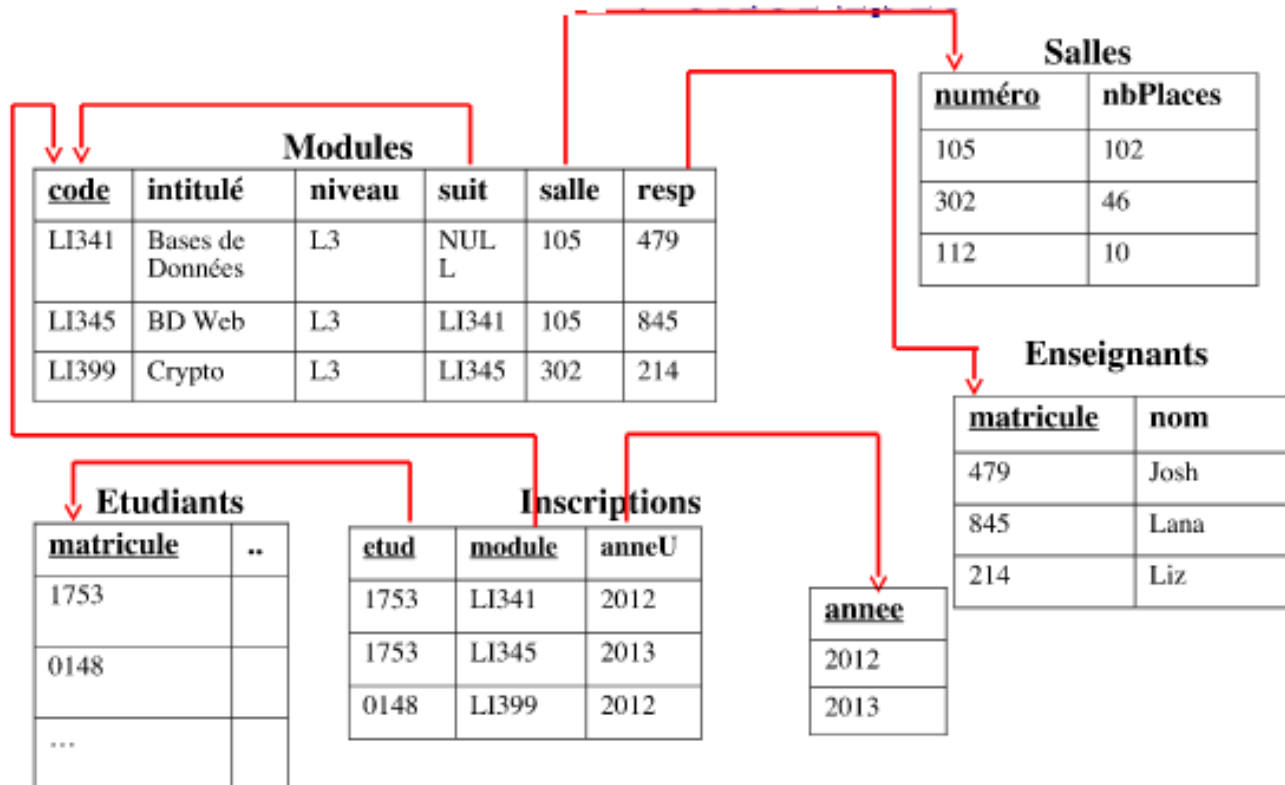 Salles
numéro nbPlaces
105 102
302 46
112 10
Modules
code intitulé niveau suit salle resp
LI341 Bases de Données L3 NUL L 105 479
LI345 BD Web L3 LI341 105 845
LI399 Crypto L3 LI345 302 214
Enseignants
matricule nom
479 Josh
845 Lana
214 Liz
Etudiants
matricule ..
1753
0148
...
Inscriptions
etud module anneU
1753 LI341 2012
1753 LI345 2013
0148 LI399 2012
annee
2012
2013